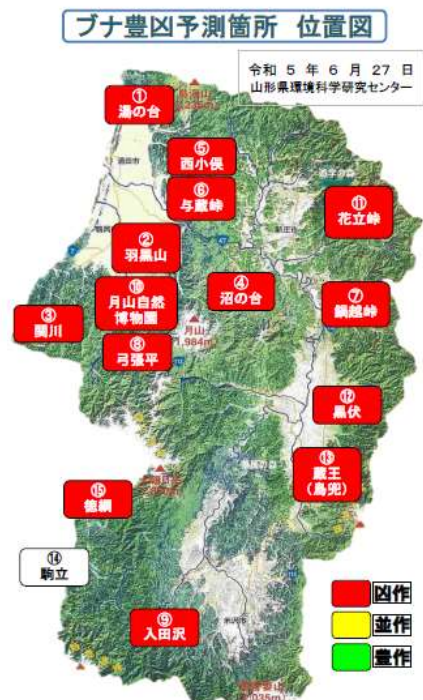 ブナ豊凶予測箇所 位置図
令和 5 年 6 月 27 日
山形県環境科学研究センター
①
湯の台
⑤
西小俣
⑥
与蔵峠
⑪
花立峠
②
羽黒山
④
沼の台
⑩
月山自然
博物園
⑦
鍋越峠
③
関川
月山
1,984m)
⑧
弓張平
⑫
黒伏
⑬
蔵王
(鳥兜)
⑮
徳網
⑭
駒立
⑨
入田沢
凶作
並作
豊作